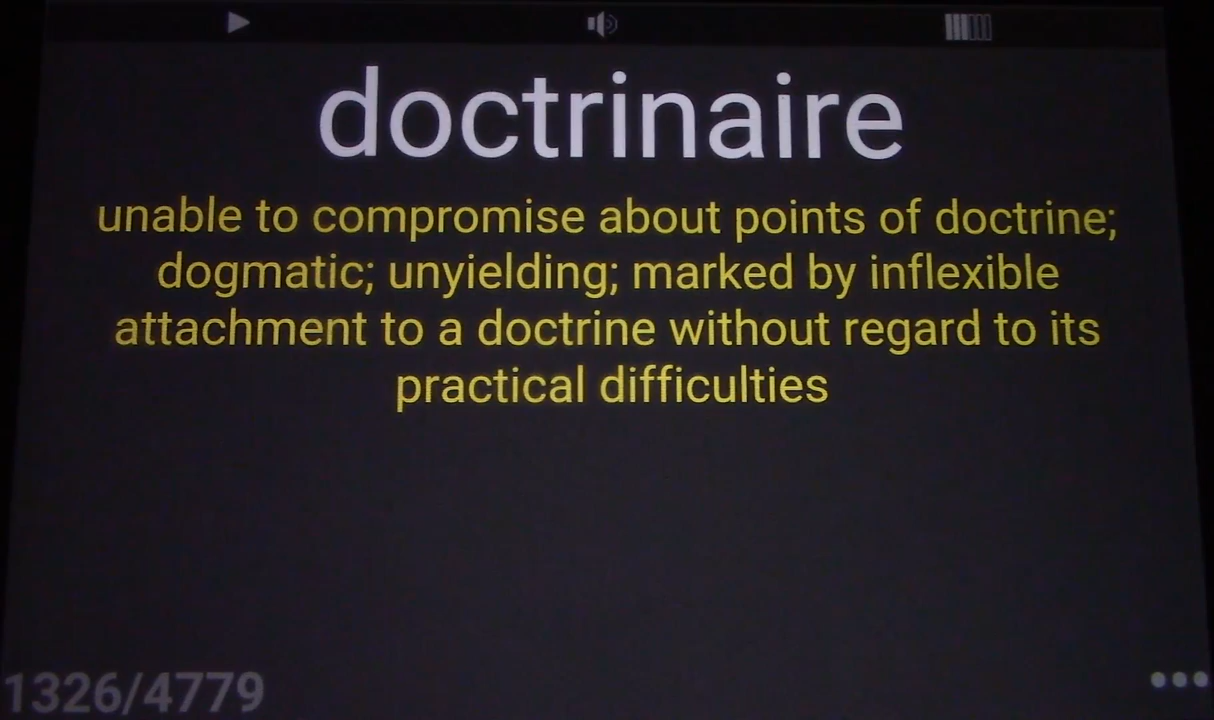 doctrinaire
unable to compromise about points of doctrine;
dogmatic; unyielding; marked by inflexible
attachment to a doctrine without regard to its
practical difficulties
1326/4779